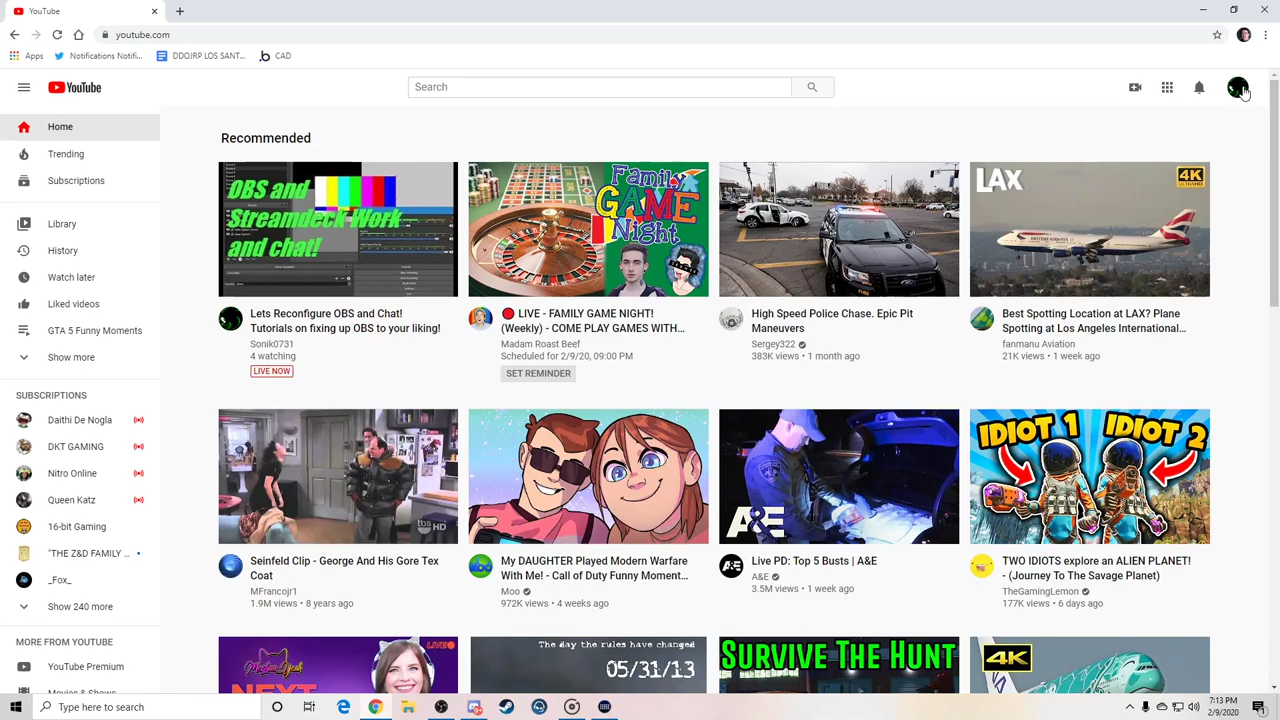 YouTube
youtube.com
Apps
Notifications Notifi...
DDOJRP LOS SANT...
CAD
YouTube
Search
Home
Trending
Subscriptions
Library
History
Watch later
Liked videos
GTA 5 Funny Moments
Show more
SUBSCRIPTIONS
Daithi De Nogla
DKT GAMING
Nitro Online
Queen Katz
16-bit Gaming
"THE Z&D FAMILY ...
_Fox_
Show 240 more
MORE FROM YOUTUBE
YouTube Premium
Movies & Shows
Recommended
OBS and
Streamdeck Work
and chat!
Lets Reconfigure OBS and Chat!
Tutorials on fixing up OBS to your liking!
Sonik0731
4 watching
LIVE NOW
Family
GAME
Night
LIVE - FAMILY GAME NIGHT!
(Weekly) - COME PLAY GAMES WITH...
Madam Roast Beef
Scheduled for 2/9/20, 09:00 PM
SET REMINDER
High Speed Police Chase. Epic Pit
Maneuvers
Sergey322
383K views • 1 month ago
LAX
4K
ULTRA HD
BRITISH AIRWAYS
Best Spotting Location at LAX? Plane
Spotting at Los Angeles International...
fanmanu Aviation
21K views • 1 week ago
tbs HD
Seinfeld Clip - George And His Gore Tex
Coat
MFrancojr1
1.9M views • 8 years ago
My DAUGHTER Played Modern Warfare
With Me! - Call of Duty Funny Moment...
Moo
972K views • 4 weeks ago
A&E
A&E
Live PD: Top 5 Busts | A&E
A&E
3.5M views • 1 week ago
IDIOT 1
IDIOT 2
TWO IDIOTS explore an ALIEN PLANET!
- (Journey To The Savage Planet)
TheGamingLemon
177K views • 6 days ago
LIVE
NEXT
The day the rules have changed
05/31/13
SURVIVE THE HUNT
4K
Type here to search
7:13 PM
2/9/2020